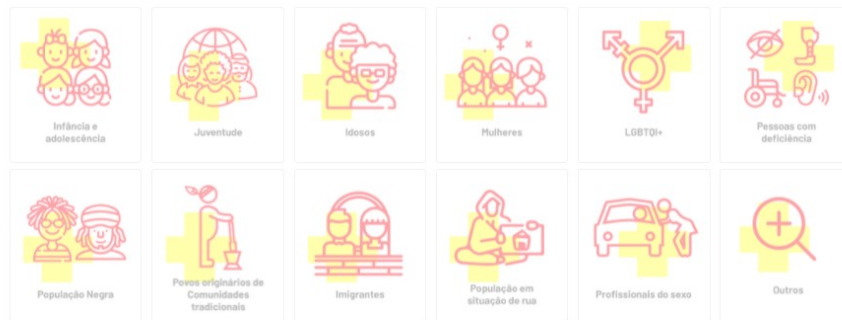 Infância e
adolescência
Juventude
Idosos
Mulheres
LGBTQI+
Pessoas com
deficiência
População Negra
Povos originários de
Comunidades
tradicionais
Imigrantes
População em
situação de rua
Profissionais do sexo
Outros